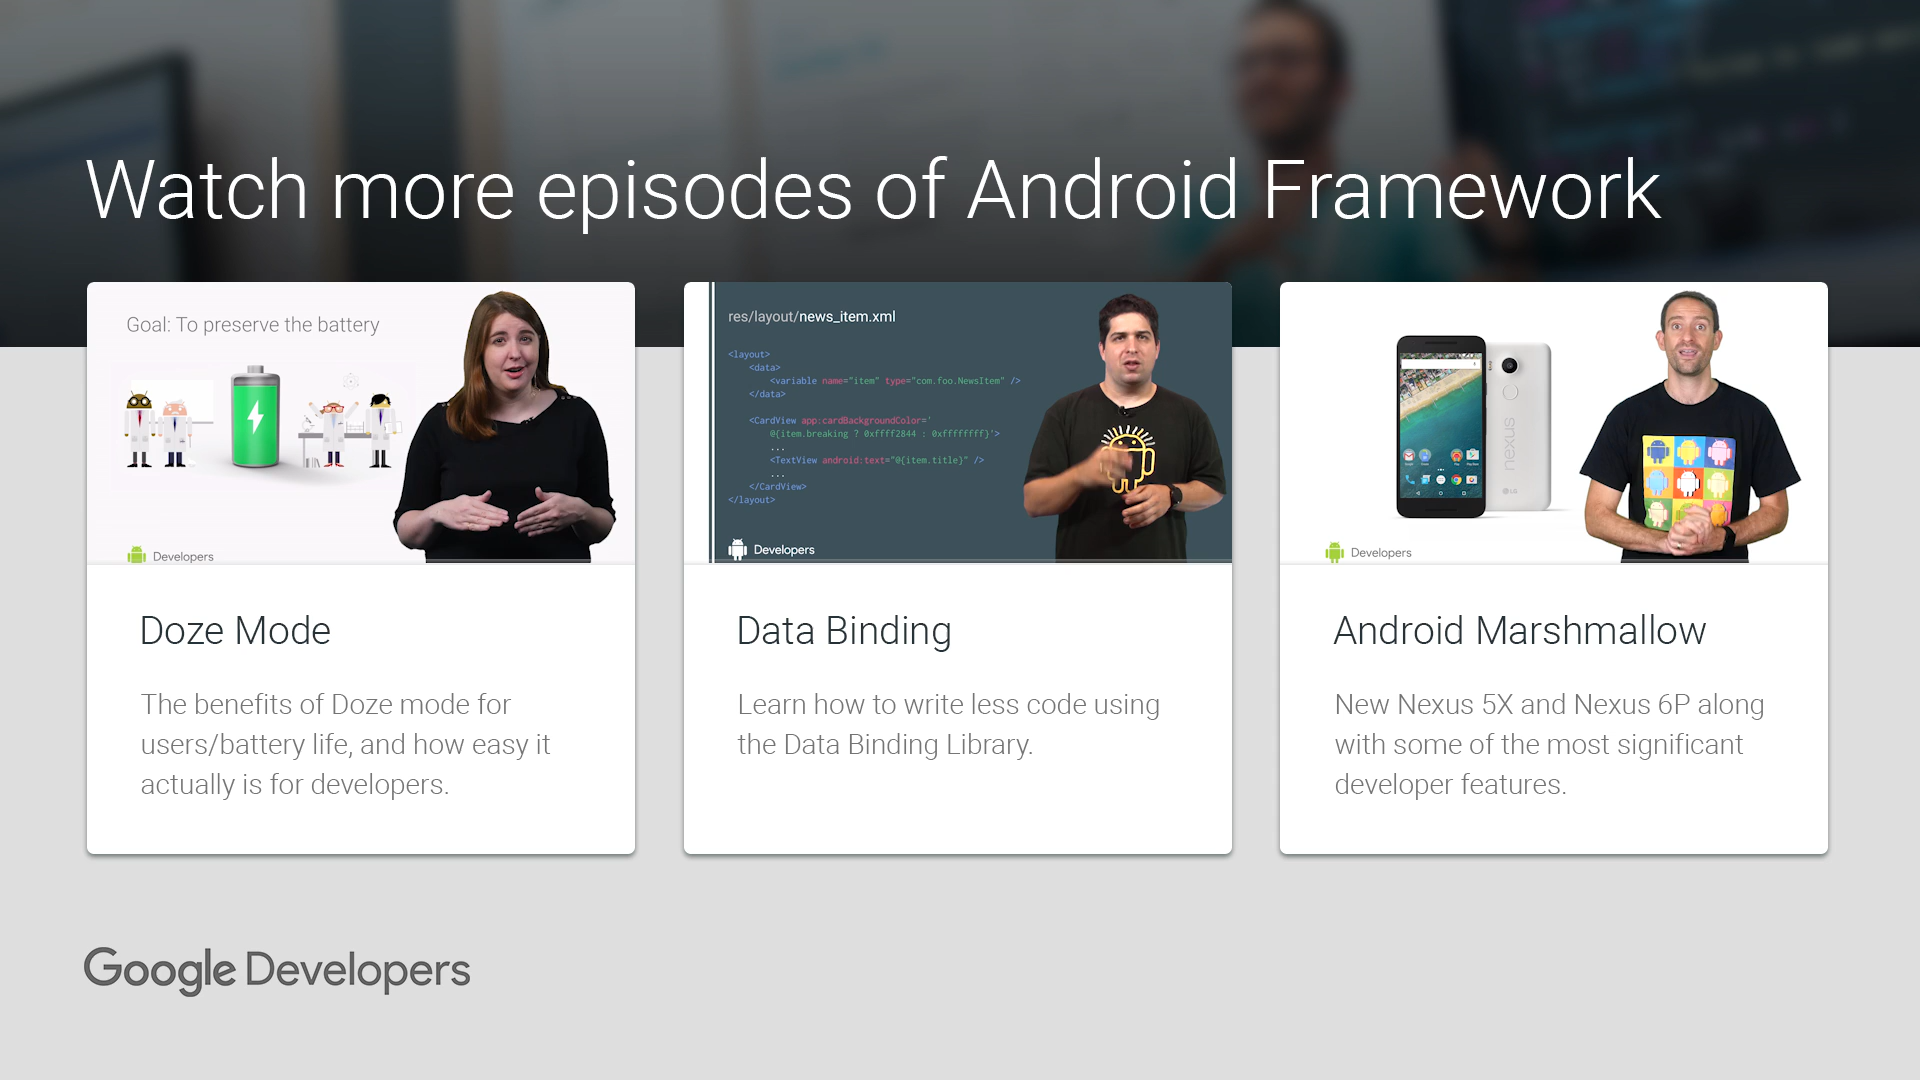 Watch more episodes of Android Framework
Goal: To preserve the battery
Developers
Doze Mode
The benefits of Doze mode for
users/battery life, and how easy it
actually is for developers.
res/layout/news_item.xml
<layout>
<data>
<variable name="item" type="com.foo.NewsItem" />
</data>
<CardView app:cardBackgroundColor='
@{item.breaking ? 0xffff2844 : 0xffffffff}'>
...
<TextView android:text="@{item.title}" />
...
</CardView>
</layout>
Developers
Data Binding
Learn how to write less code using
the Data Binding Library.
nexus
LG
Developers
Android Marshmallow
New Nexus 5X and Nexus 6P along
with some of the most significant
developer features.
Google Developers